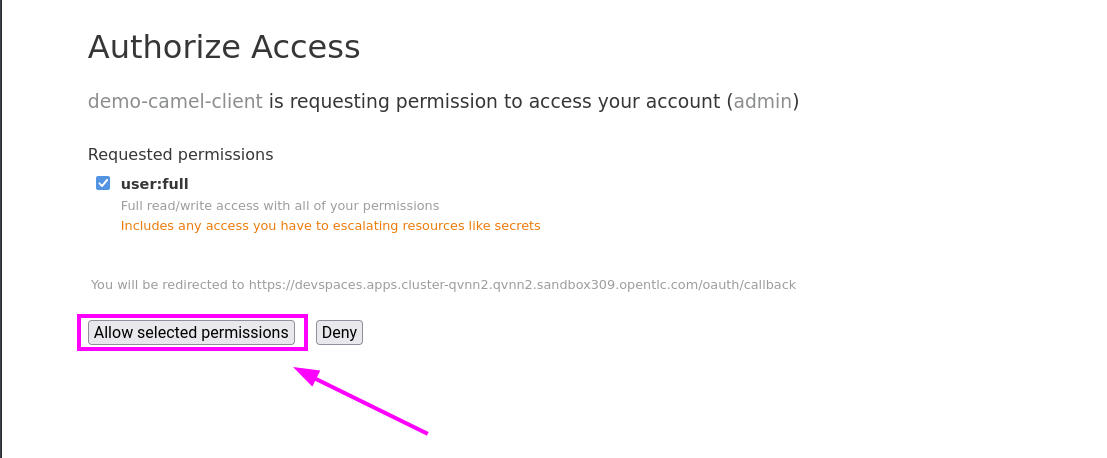 Authorize Access
demo-camel-client is requesting permission to access your account (admin)
Requested permissions
user:full
Full read/write access with all of your permissions
Includes any access you have to escalating resources like secrets
You will be redirected to https://devspaces.apps.cluster-qvnn2.qvnn2.sandbox309.opentlc.com/oauth/callback
Allow selected permissions Deny